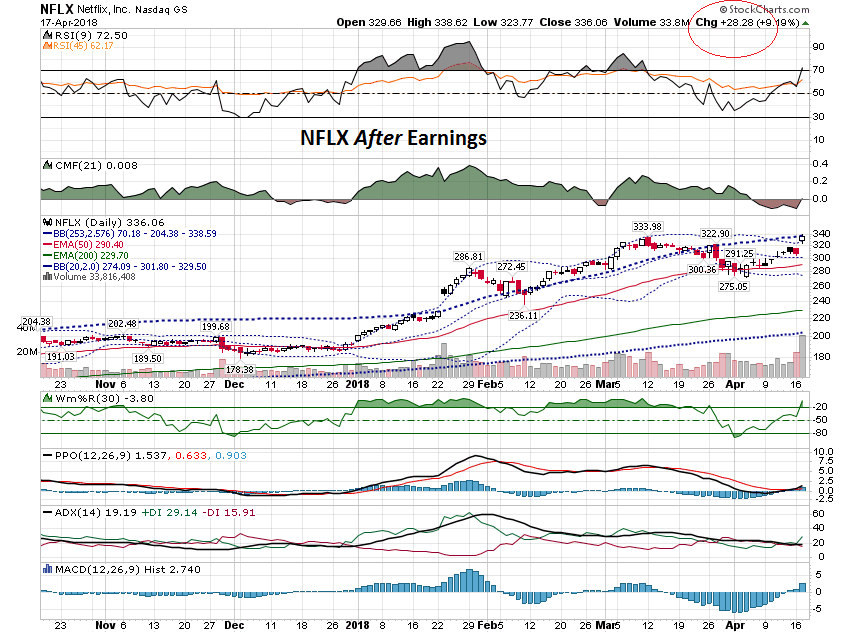 NFLX Netflix, Inc. Nasdaq GS © StockCharts.com
17-Apr-2018 Open 329.66 High 338.62 Low 323.77 Close 336.06 Volume 33.8M Chg +28.28 (+9.19%)
RSI(9) 72.50
RSI(45) 62.17
90
70
50
30
10
NFLX After Earnings
CMF(21) 0.008
0.4
0.2
0.0
NFLX (Daily) 336.06
BB(253,2.576) 70.18 - 204.38 - 338.59
EMA(50) 290.40
EMA(200) 229.70
BB(20,2.0) 274.09 - 301.80 - 329.50
Volume 33,816,408
333.98
322.90
340
320
300
291.25
286.81
272.45
300.36
280
275.05
260
236.11
240
220
204.38
202.48
199.68
40M
200
20M
191.03
189.50
178.38
180
23 Nov 6 13 20 27 Dec 11 18 26 2018 8 16 22 29 Feb 5 12 20 26 Mar 5 12 19 26 Apr 9 16
Wm%R(30) -3.80
-20
-50
-80
PPO(12,26,9) 1.537, 0.633, 0.903
10.0
7.5
5.0
2.5
0.0
-2.5
ADX(14) 19.19 +DI 29.14 -DI 15.91
60
40
20
0
MACD(12,26,9) Hist 2.740
5
0
-5
23 Nov 6 13 20 27 Dec 11 18 26 2018 8 16 22 29 Feb 5 12 20 26 Mar 5 12 19 26 Apr 9 16